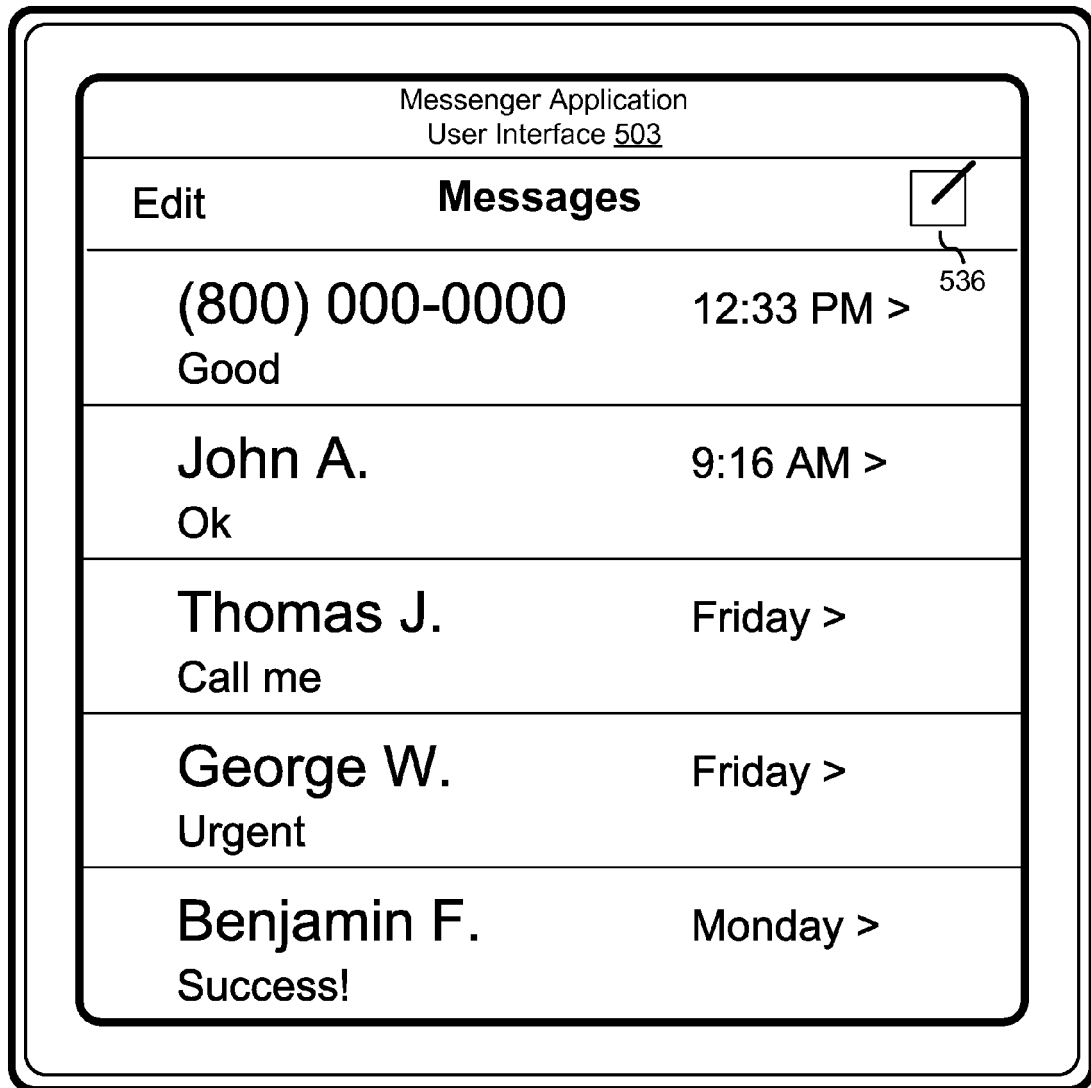 Messenger Application
User Interface 503
Edit
Messages
536
(800) 000-0000
12:33 PM >
Good
John A.
9:16 AM >
Ok
Thomas J.
Friday >
Call me
George W.
Friday >
Urgent
Benjamin F.
Monday >
Success!